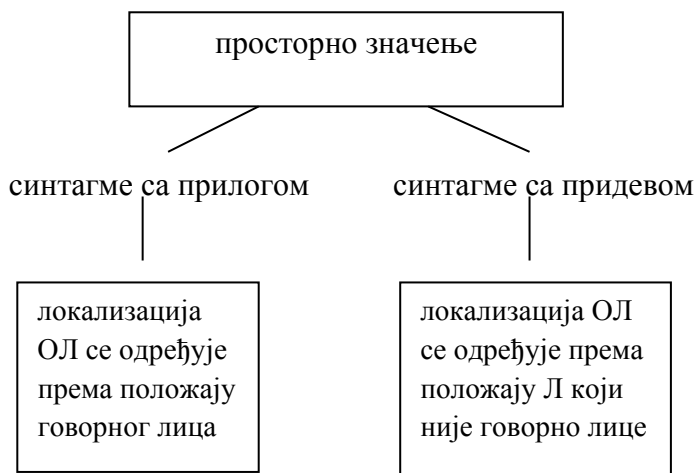 просторно значење
синтагме са прилогом
синтагме са придевом
локализација
ОЛ се одређује
према положају
говорног лица
локализација ОЛ
се одређује према
положају Л који
није говорно лице